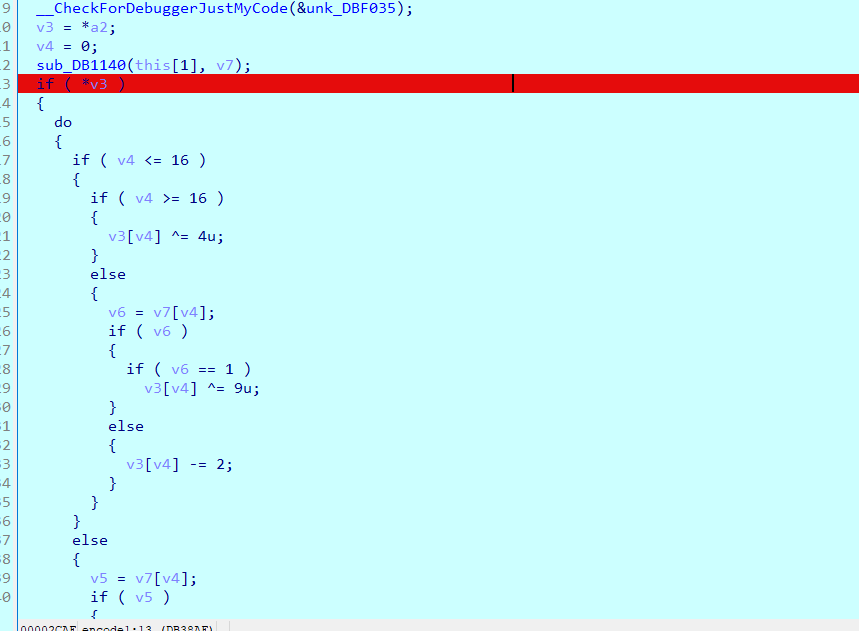 9 __CheckForDebuggerJustMyCode(&unk_DBF035);
0 v3 = *a2;
1 v4 = 0;
2 sub_DB1140(this[1], v7);
3 if ( *v3 )
4 {
5 do
6 {
7 if ( v4 <= 16 )
8 {
9 if ( v4 >= 16 )
0 {
1 v3[v4] ^= 4u;
2 }
3 else
4 {
5 v6 = v7[v4];
6 if ( v6 )
7 {
8 if ( v6 == 1 )
9 v3[v4] ^= 9u;
0 }
1 else
2 {
3 v3[v4] -= 2;
4 }
5 }
6 }
7 else
8 {
9 v5 = v7[v4];
0 if ( v5 )
{